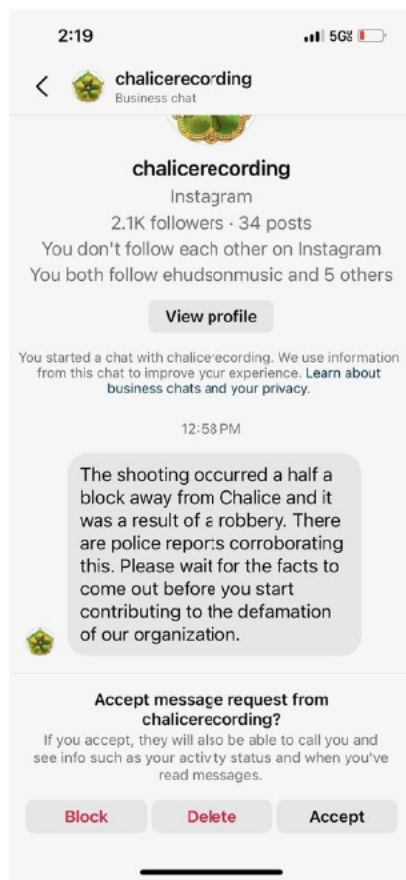 2:19
5G
chalicerecording
Business chat
chalicerecording
Instagram
2.1K followers · 34 posts
You don't follow each other on Instagram
You both follow ehudsonmusic and 5 others
View profile
You started a chat with chalicerecording. We use information
from this chat to improve your experience. Learn about
business chats and your privacy.
12:58 PM
The shooting occurred a half a
block away from Chalice and it
was a result of a robbery. There
are police reports corroborating
this. Please wait for the facts to
come out before you start
contributing to the defamation
of our organization.
Accept message request from
chalicerecording?
If you accept, they will also be able to call you and
see info such as your activity status and when you've
read messages.
Block
Delete
Accept